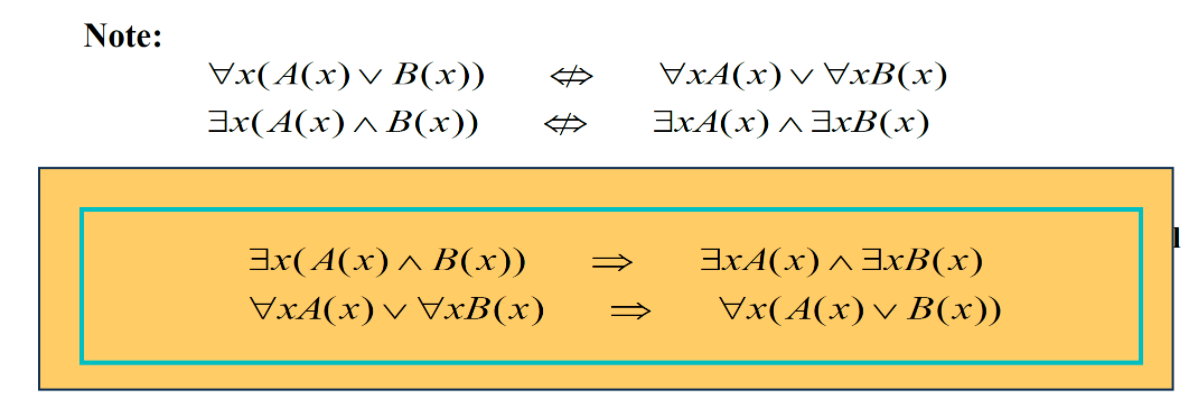 Note:
∀x(A(x) ∨ B(x)) ⇎ ∀xA(x) ∨ ∀xB(x)
∃x(A(x) ∧ B(x)) ⇎ ∃xA(x) ∧ ∃xB(x)
∃x(A(x) ∧ B(x)) ⇒ ∃xA(x) ∧ ∃xB(x)
∀xA(x) ∨ ∀xB(x) ⇒ ∀x(A(x) ∨ B(x))